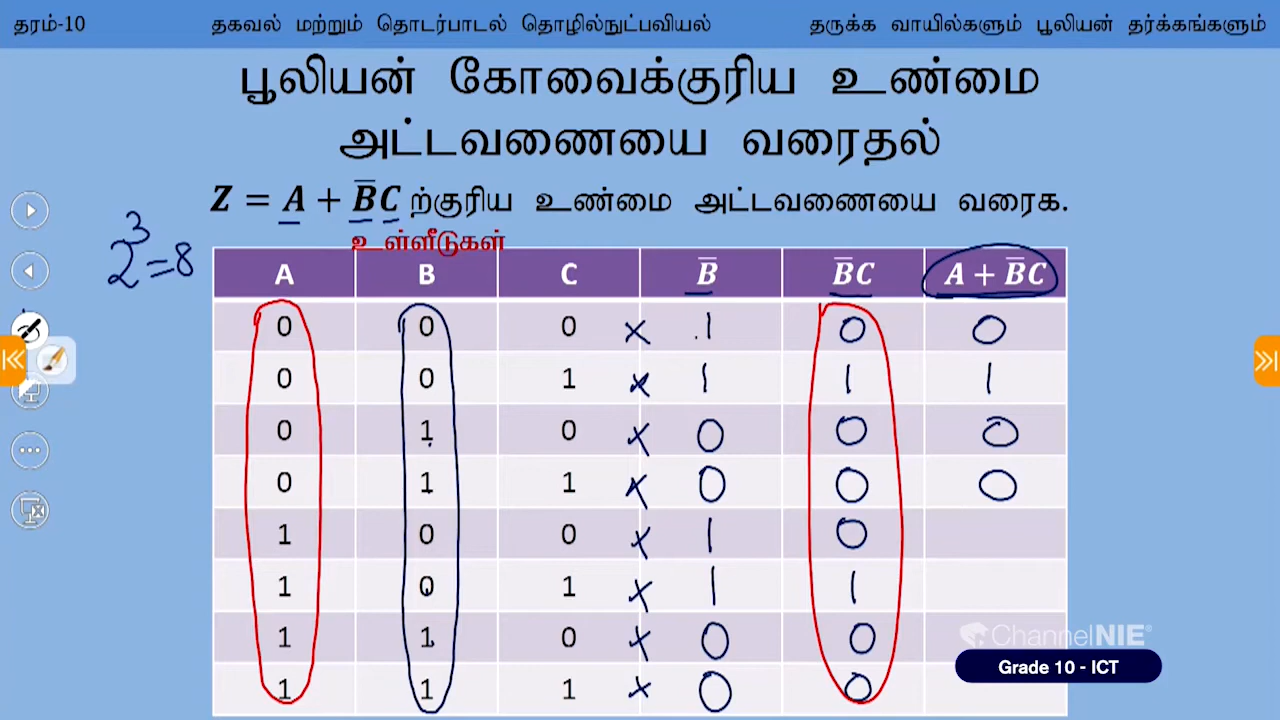 தரம்-10 தகவல் மற்றும் தொடர்பாடல் தொழில்நுட்பவியல் தருக்க வாயில்களும் பூலியன் தர்க்கங்களும்
பூலியன் கோவைக்குரிய உண்மை
அட்டவணையை வரைதல்
Z = A + B̅C ற்குரிய உண்மை அட்டவணையை வரைக.
2³=8
உள்ளீடுகள்
A B C B̅ B̅C A + B̅C
0 0 0 x 1 0 0
0 0 1 x 1 1 1
0 1 0 x 0 0 0
0 1 1 x 0 0 0
1 0 0 x 1 0
1 0 1 x 1 1
1 1 0 x 0 0
1 1 1 x 0 0
ChannelNIE®
Grade 10 - ICT